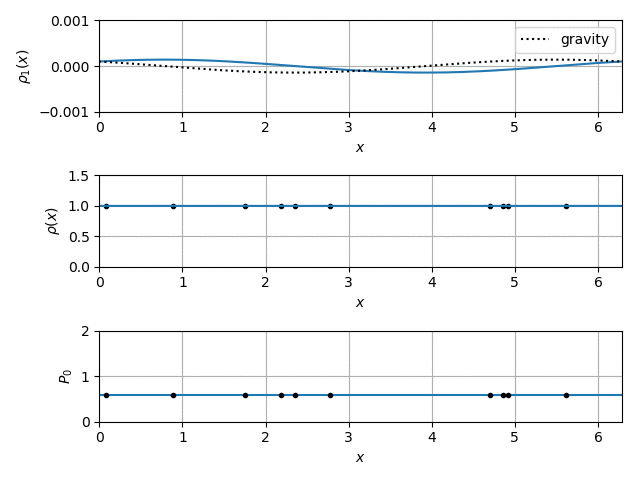 0.001
0.000
−0.001
ρ₁(x)
gravity
0 1 2 3 4 5 6
x
1.5
1.0
0.5
0.0
ρ(x)
0 1 2 3 4 5 6
x
2
1
0
P₀
0 1 2 3 4 5 6
x